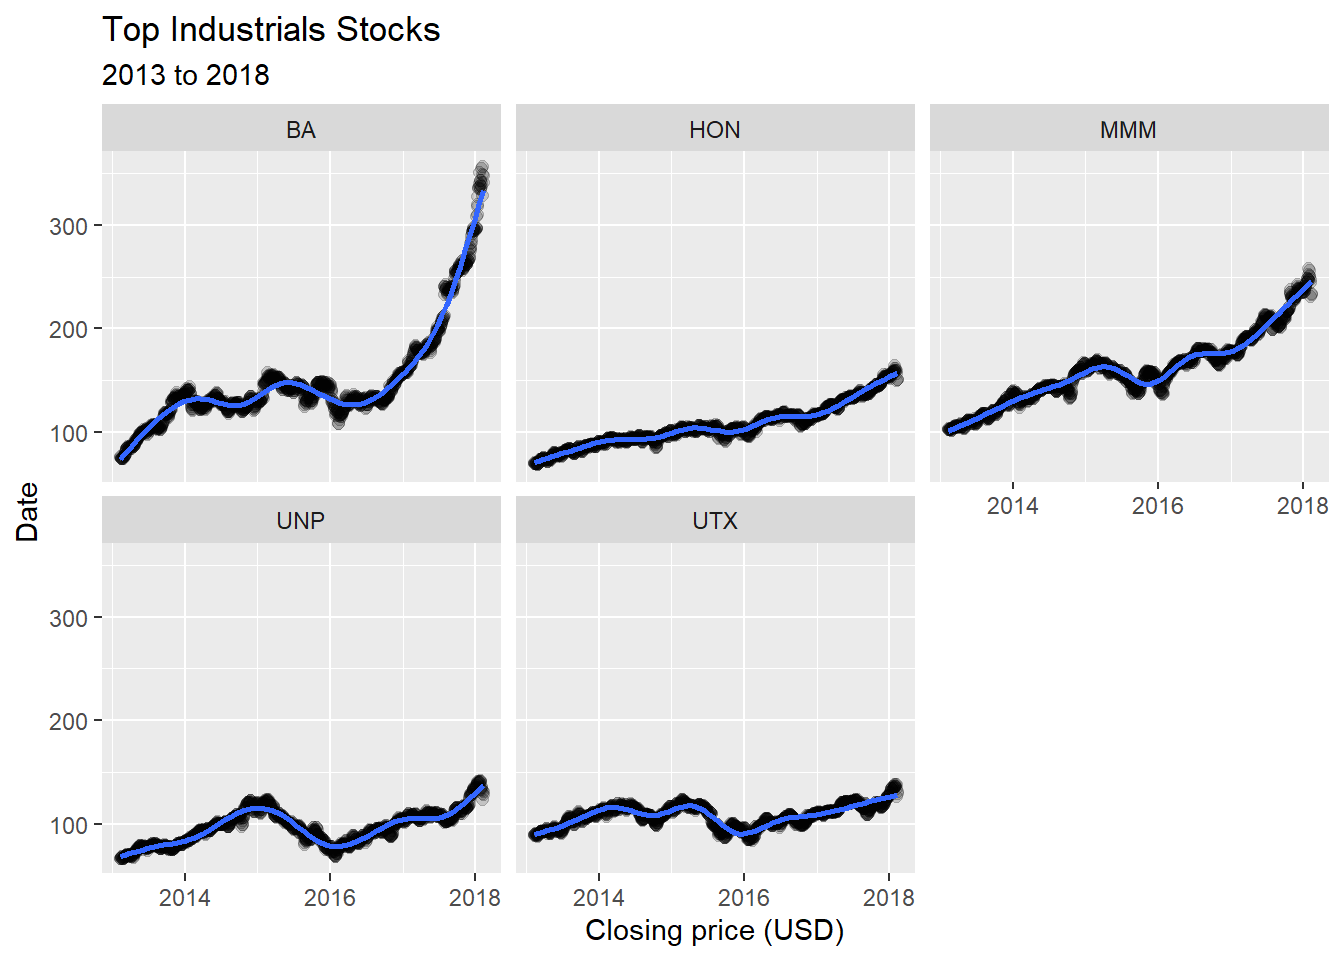 Top Industrials Stocks
2013 to 2018
BA HON MMM
300
200
100
2014 2016 2018
UNP UTX
300
200
100
2014 2016 2018 2014 2016 2018
Date
Closing price (USD)